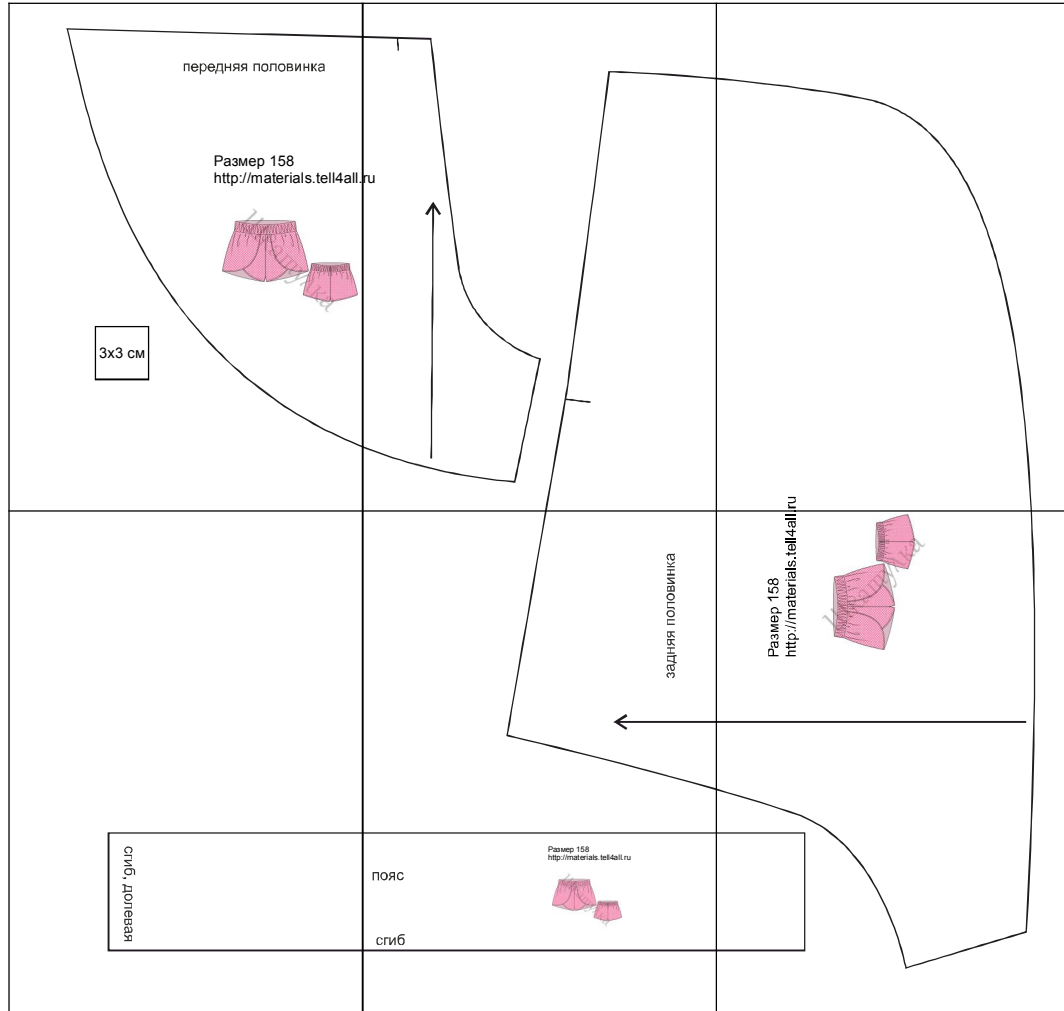 передняя половинка
Размер 158
http://materials.tell4all.ru
3х3 см
задняя половинка
Размер 158
http://materials.tell4all.ru
сгиб, долевая
пояс
сгиб
Размер 158
http://materials.tell4all.ru